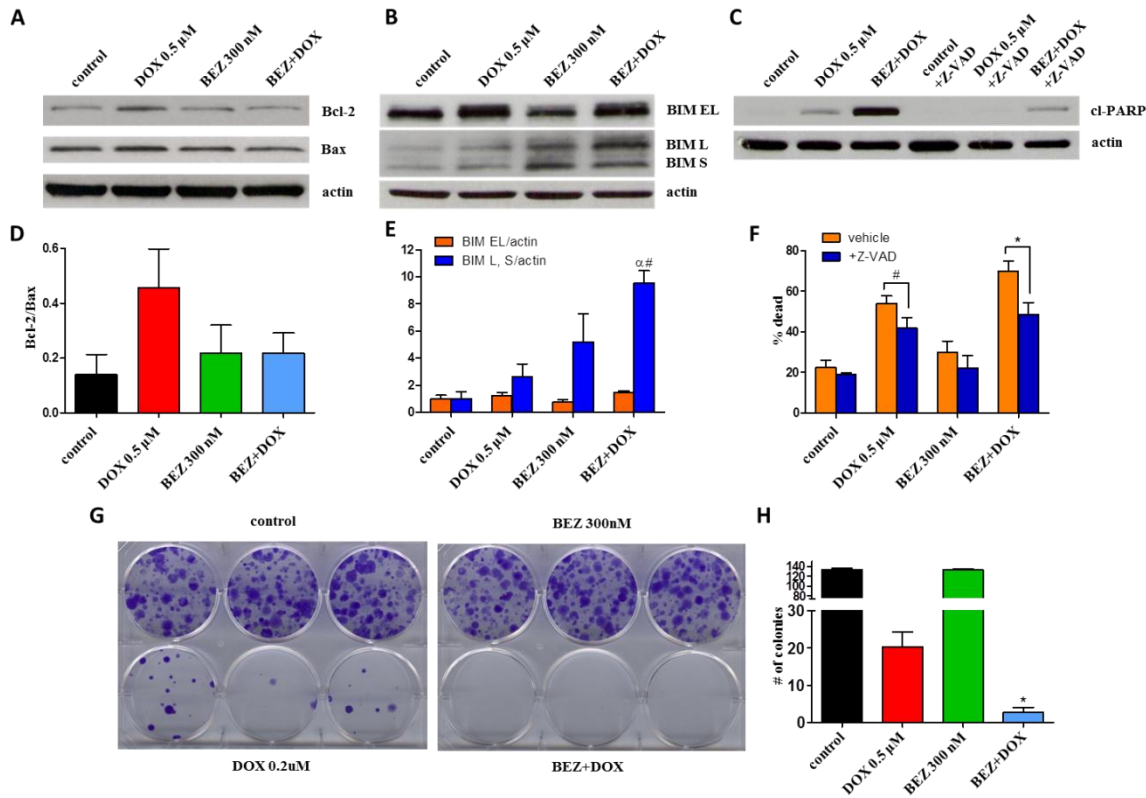 A
control
DOX 0.5 µM
BEZ 300 nM
BEZ+DOX
Bcl-2
Bax
actin
B
control
DOX 0.5 µM
BEZ 300 nM
BEZ+DOX
BIM EL
BIM L
BIM S
actin
C
control
DOX 0.5 µM
BEZ+DOX
control
+Z-VAD
DOX 0.5 µM
+Z-VAD
BEZ+DOX
+Z-VAD
cl-PARP
actin
D
Bcl-2/Bax
0.6
0.4
0.2
0.0
control
DOX 0.5 µM
BEZ 300 nM
BEZ+DOX
E
BIM EL/actin
BIM L, S/actin
12
10
8
6
4
2
0
α#
control
DOX 0.5 µM
BEZ 300 nM
BEZ+DOX
F
vehicle
+Z-VAD
% dead
80
60
40
20
0
#
*
control
DOX 0.5 µM
BEZ 300 nM
BEZ+DOX
G
control
BEZ 300nM
DOX 0.2uM
BEZ+DOX
H
# of colonies
140
120
100
80
30
20
10
0
*
control
DOX 0.5 µM
BEZ 300 nM
BEZ+DOX